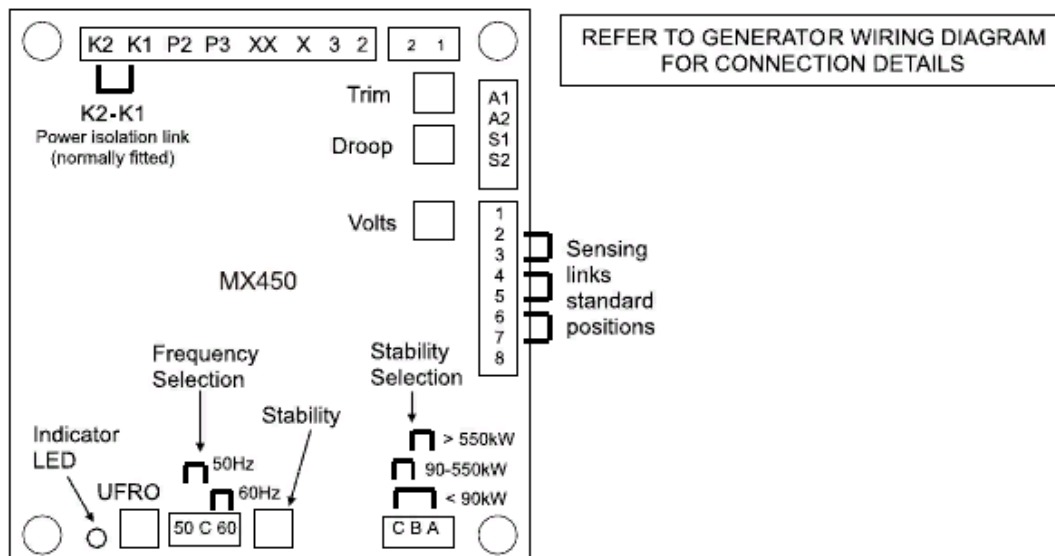 K2 K1 P2 P3 XX X 3 2
2 1
REFER TO GENERATOR WIRING DIAGRAM
FOR CONNECTION DETAILS
K2-K1
Power isolation link
(normally fitted)
Trim
Droop
Volts
A1
A2
S1
S2
1
2
3
4
5
6
7
8
Sensing
links
standard
positions
MX450
Frequency
Selection
Stability
Selection
Stability
Indicator
LED
UFRO
50Hz
60Hz
> 550kW
90-550kW
< 90kW
50 C 60
C B A